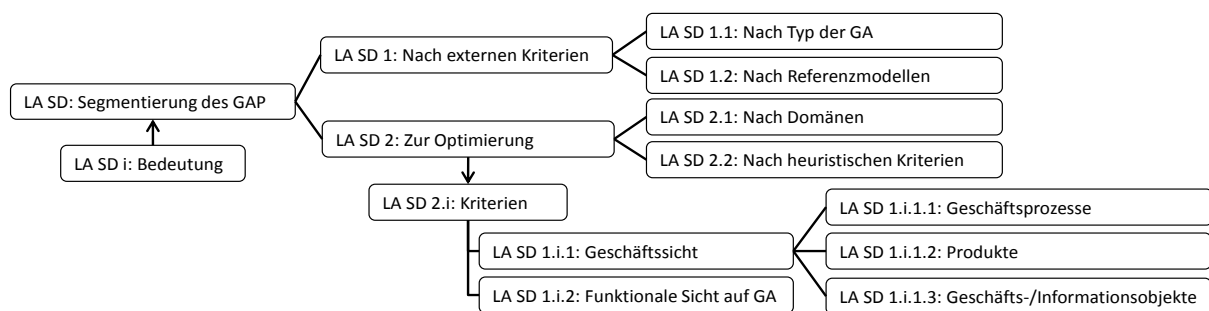 LA SD 1.1: Nach Typ der GA
LA SD 1: Nach externen Kriterien
LA SD 1.2: Nach Referenzmodellen
LA SD: Segmentierung des GAP
LA SD 2.1: Nach Domänen
LA SD 2: Zur Optimierung
LA SD i: Bedeutung
LA SD 2.2: Nach heuristischen Kriterien
LA SD 2.i: Kriterien
LA SD 1.i.1.1: Geschäftsprozesse
LA SD 1.i.1: Geschäftssicht
LA SD 1.i.1.2: Produkte
LA SD 1.i.2: Funktionale Sicht auf GA
LA SD 1.i.1.3: Geschäfts-/Informationsobjekte